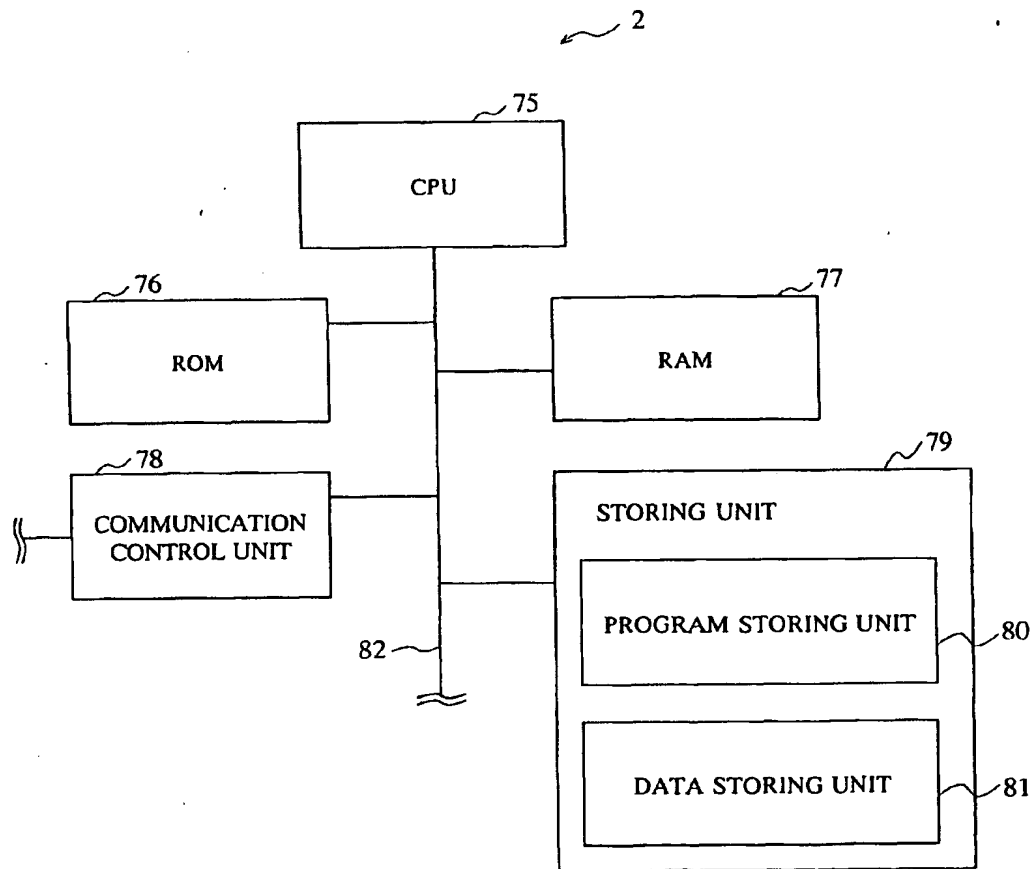 2
75
CPU
76
ROM
77
RAM
78
COMMUNICATION
CONTROL UNIT
79
STORING UNIT
PROGRAM STORING UNIT
80
82
DATA STORING UNIT
81